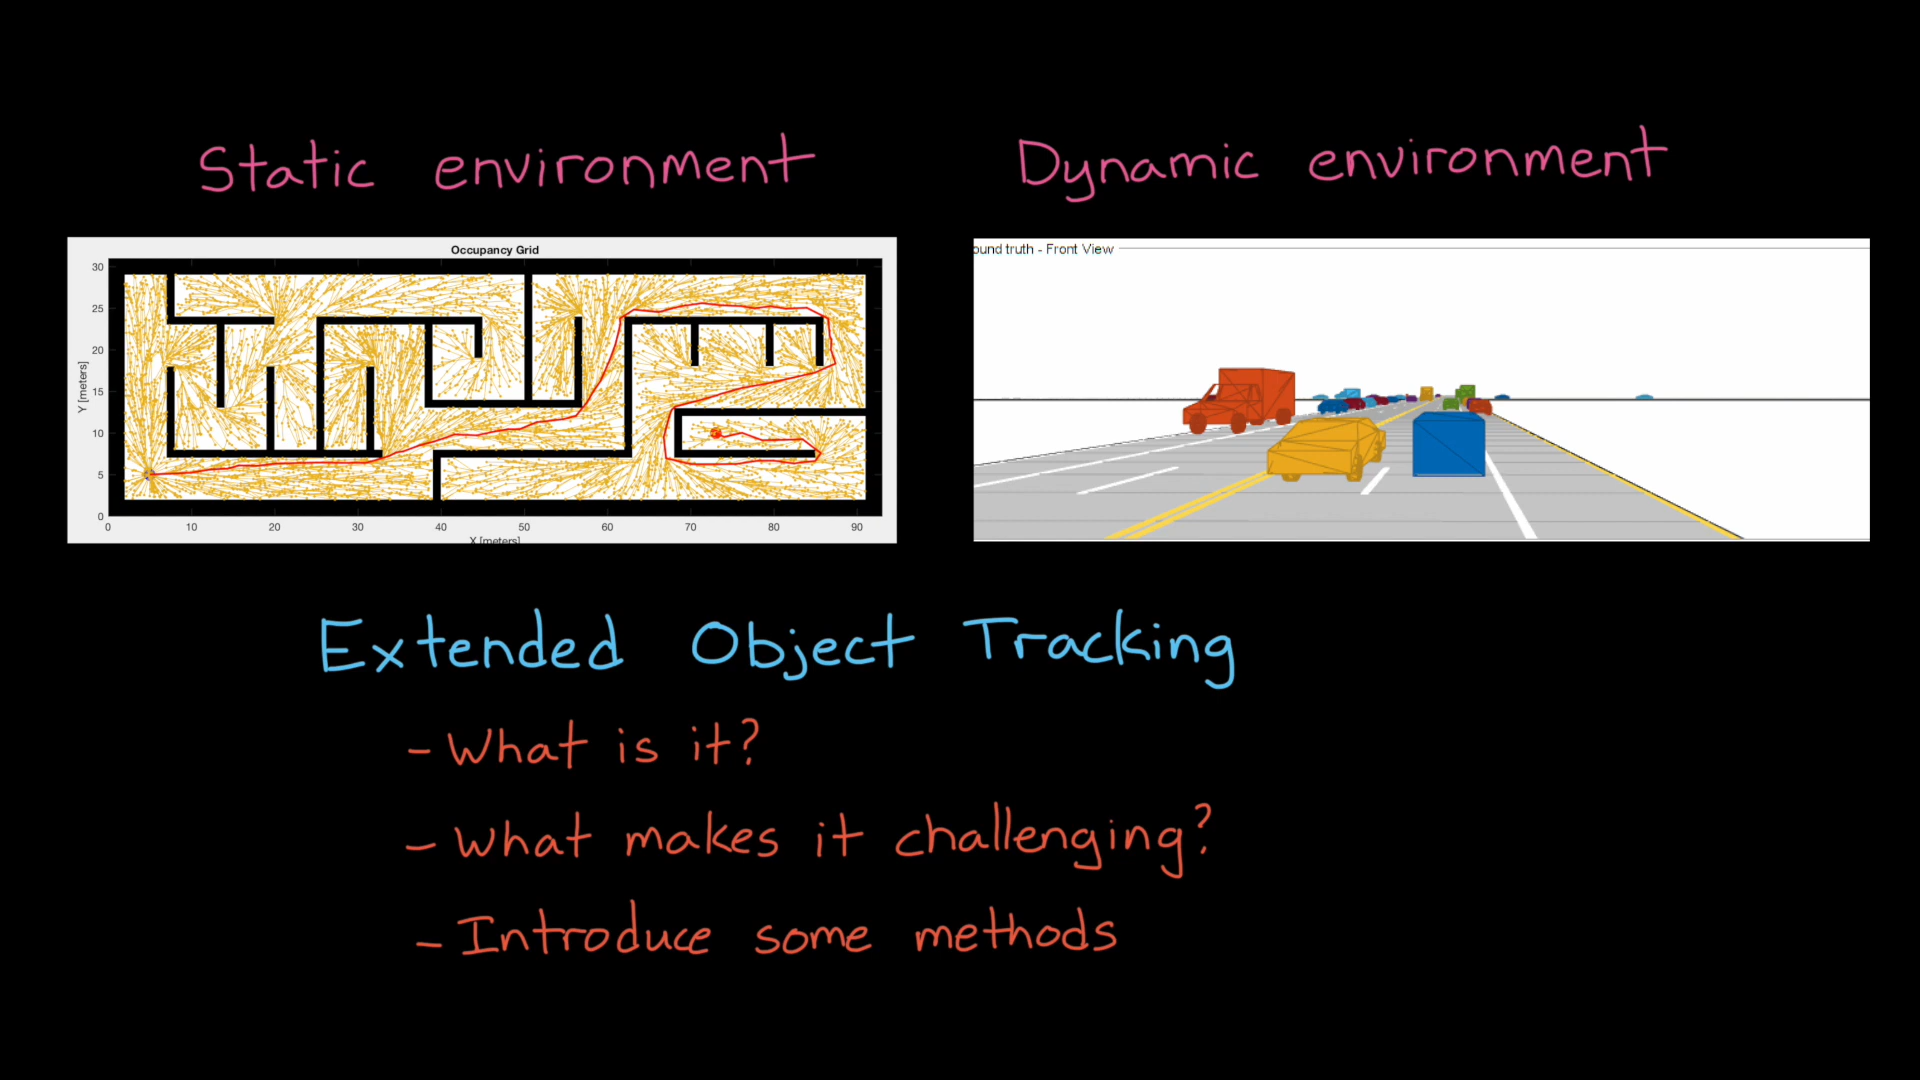 Static environment
Dynamic environment
Occupancy Grid
30
25
20
15
10
5
0
Y [meters]
0 10 20 30 40 50 60 70 80 90
X [meters]
ound truth - Front View
Extended Object Tracking
- What is it?
- What makes it challenging?
- Introduce some methods